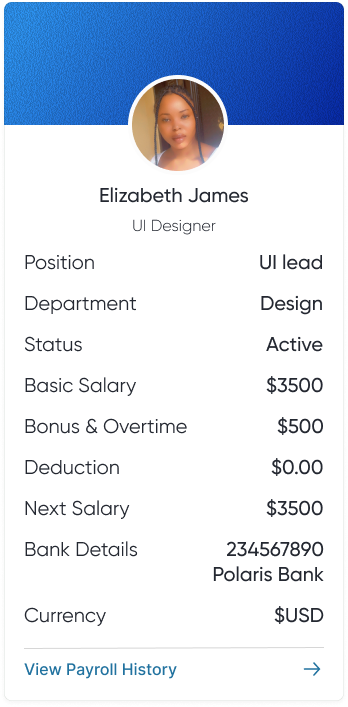 Elizabeth James
UI Designer
Position UI lead
Department Design
Status Active
Basic Salary $3500
Bonus & Overtime $500
Deduction $0.00
Next Salary $3500
Bank Details 234567890
Polaris Bank
Currency $USD
View Payroll History →